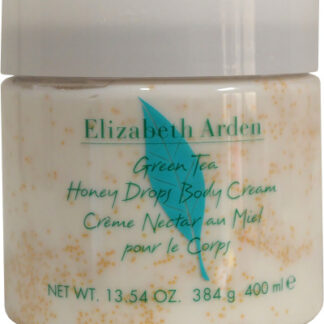 Elizabeth Arden
Green Tea
Honey Drops Body Cream
Crème Nectar au Miel
pour le Corps
NET WT. 13.54 OZ. 384 g 400 ml e